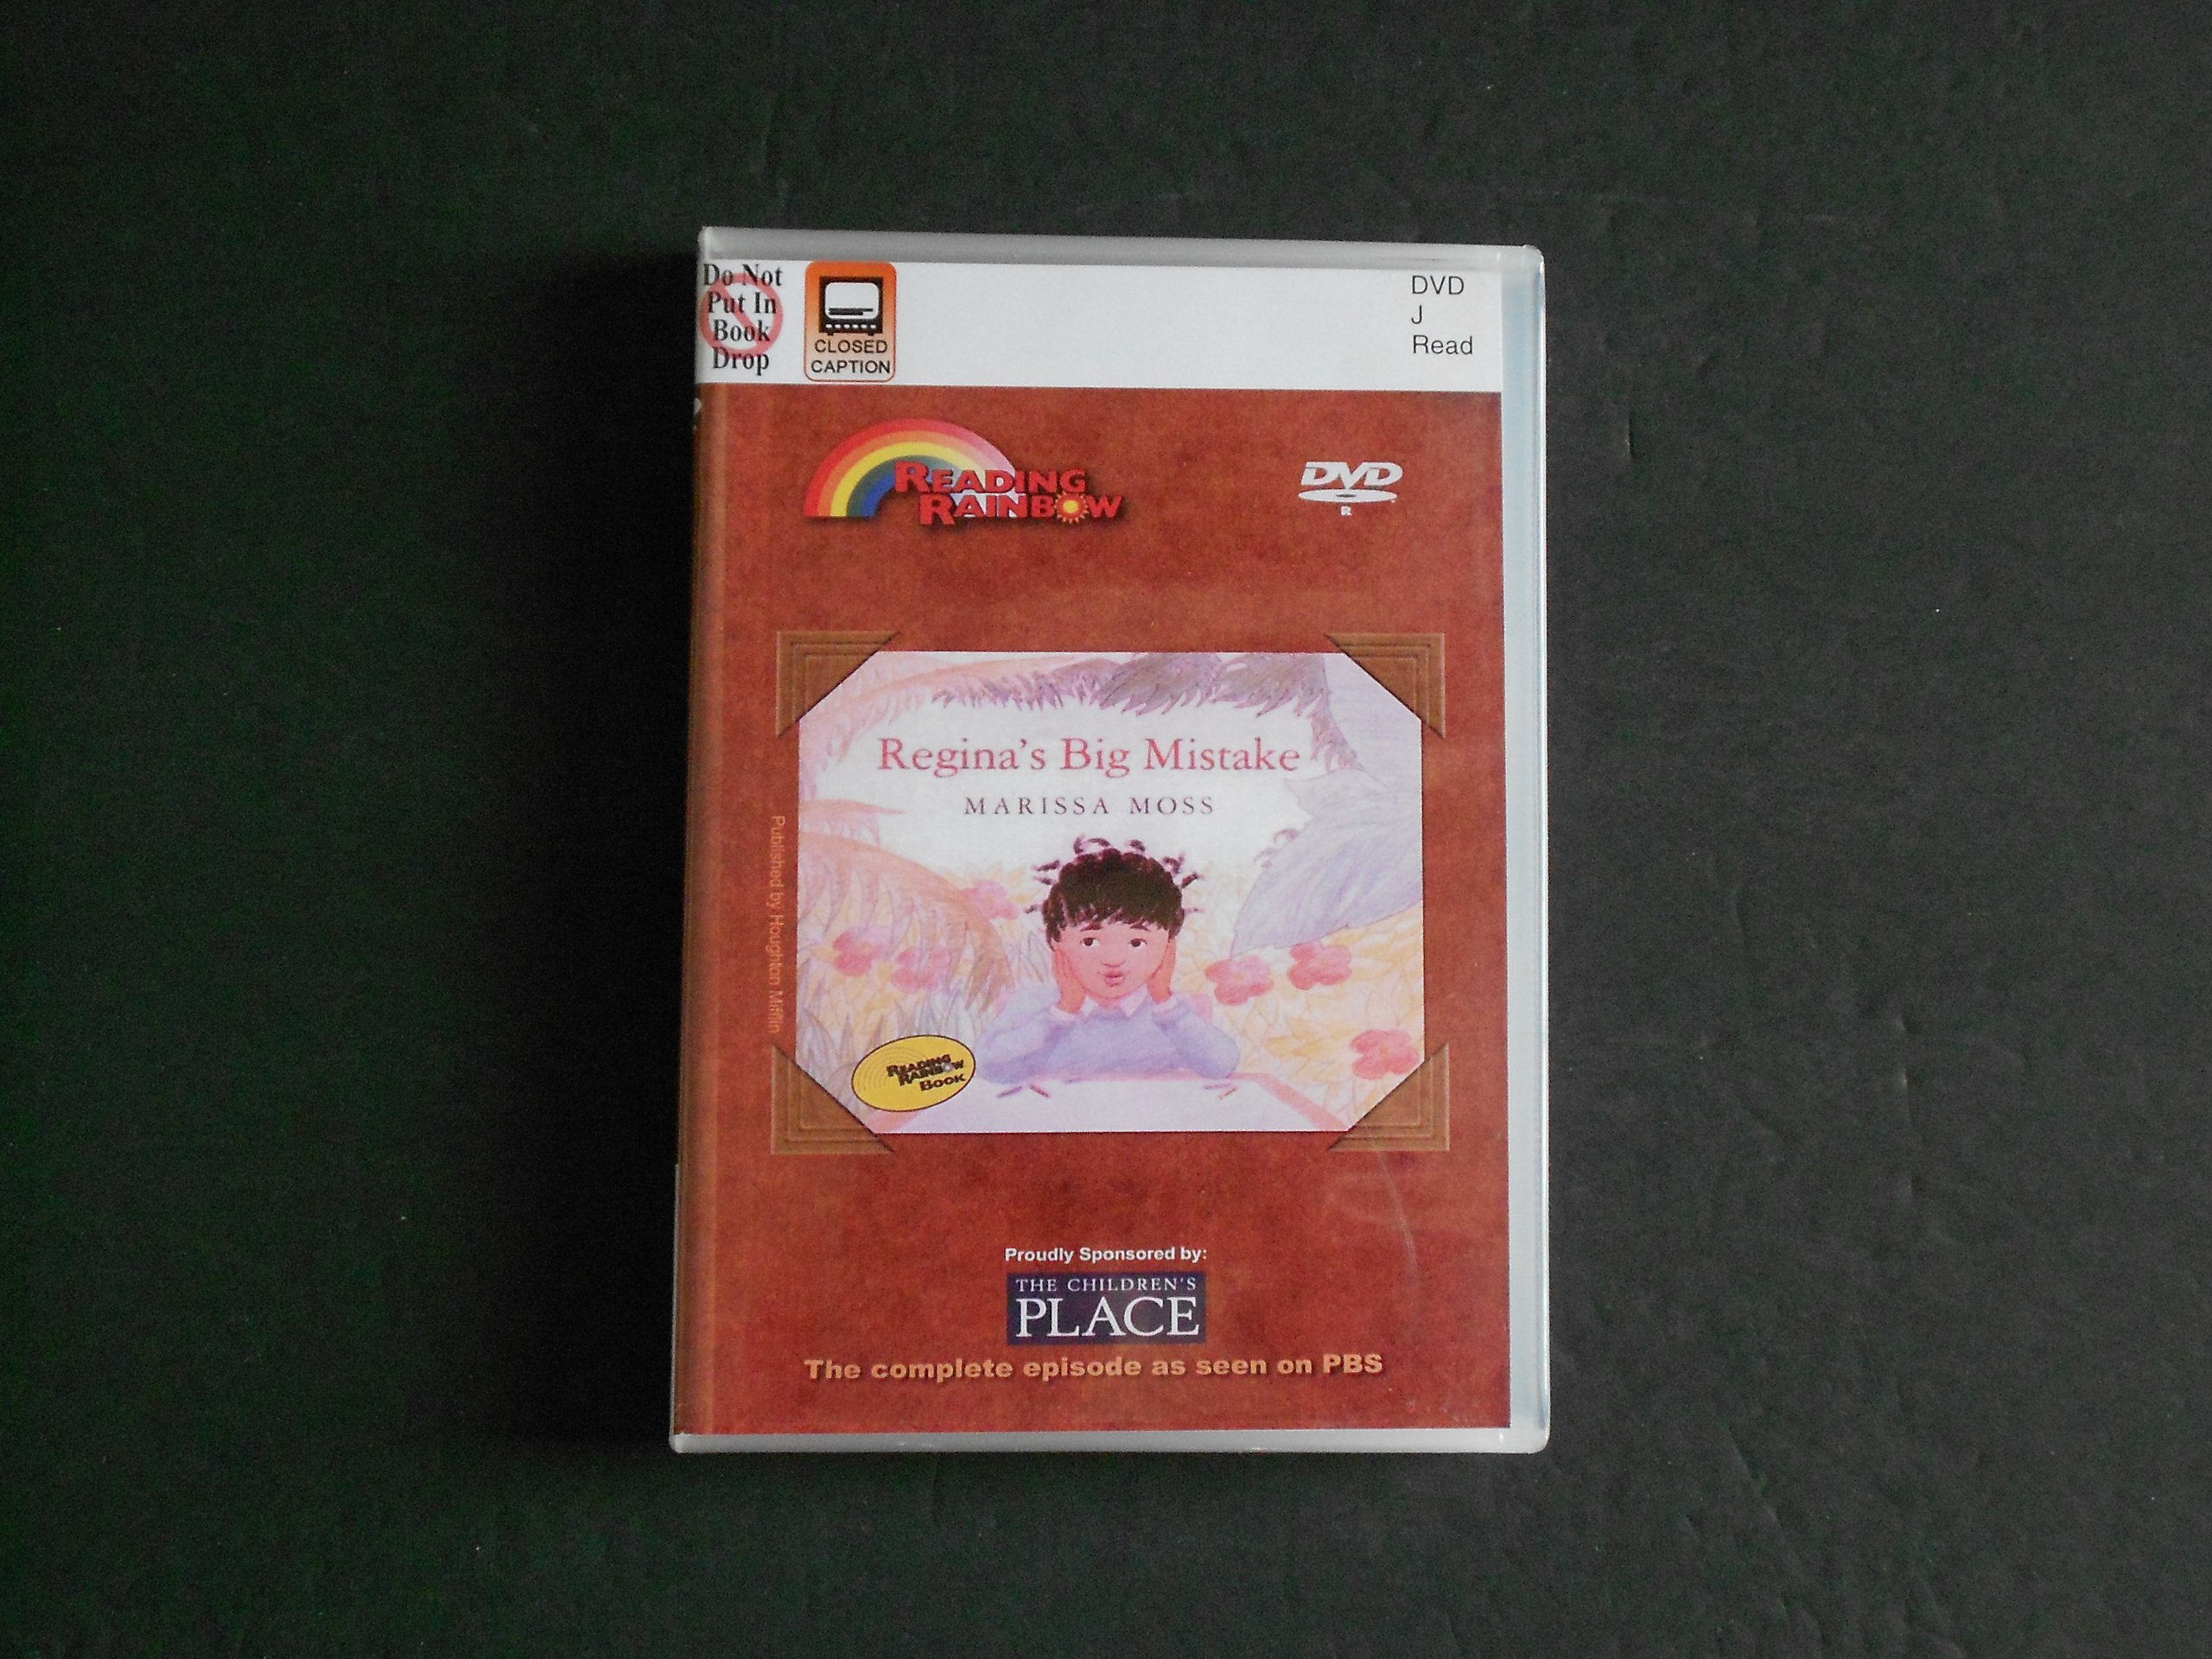 Do Not
Put In
Book
Drop
CLOSED
CAPTION
DVD
J
Read
READING
RAINBOW
DVD
R
Regina's Big Mistake
MARISSA MOSS
Published by Houghton Mifflin
READING
RAINBOW
BOOK
Proudly Sponsored by:
THE CHILDREN'S
PLACE
The complete episode as seen on PBS